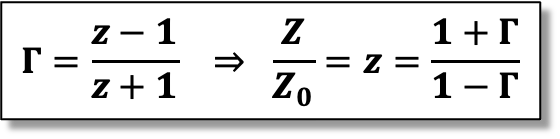 Γ = (z − 1)/(z + 1) ⇒ Z/Z₀ = z = (1 + Γ)/(1 − Γ)